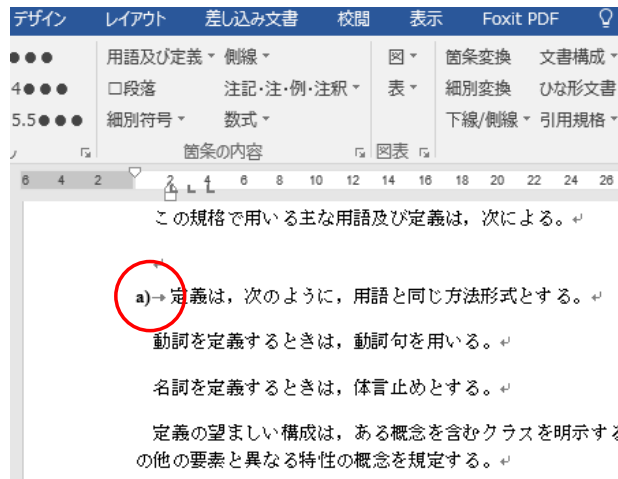 デザイン レイアウト 差し込み文書 校閲 表示 Foxit PDF
●●● 用語及び定義 側線 図 箇条変換 文書構成
4●●● □段落 注記・注・例・注釈 表 細別変換 ひな形文書
5.5●●● 細別符号 数式 下線/側線 引用規格
箇条の内容 図表
6 4 2 2 4 6 8 10 12 14 16 18 20 22 24 26
この規格で用いる主な用語及び定義は，次による。↵
↵
a)→定義は，次のように，用語と同じ方法形式とする。↵
動詞を定義するときは，動詞句を用いる。↵
名詞を定義するときは，体言止めとする。↵
定義の望ましい構成は，ある概念を含むクラスを明示する
の他の要素と異なる特性の概念を規定する。↵